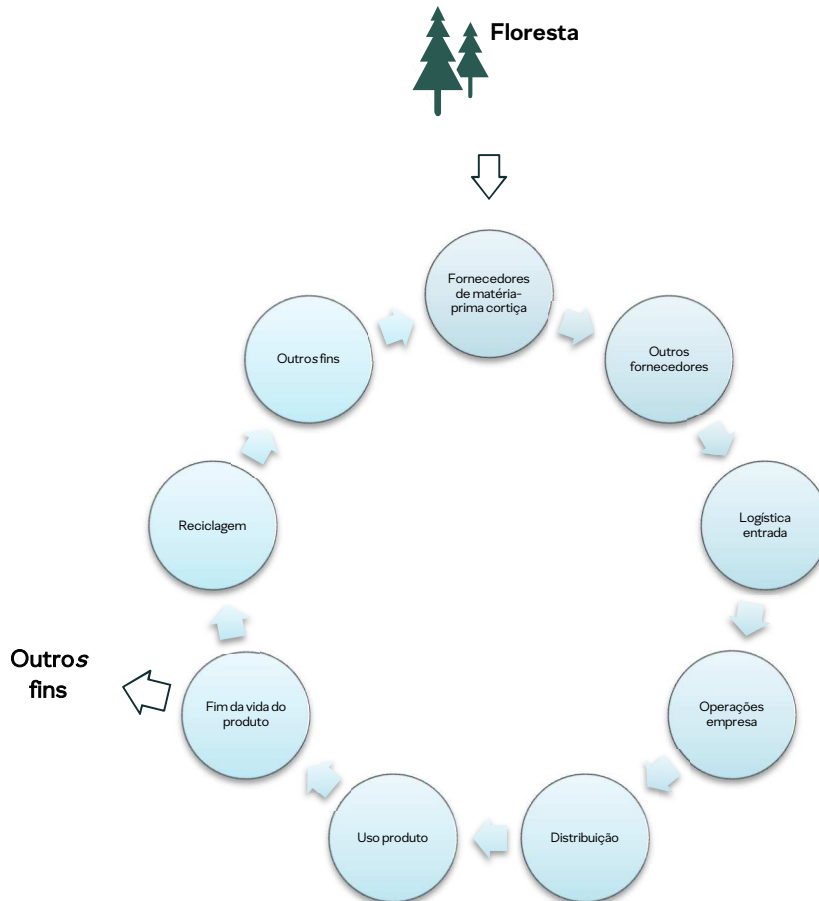 Floresta
Fornecedores
de matéria-
prima cortiça
Outros
fornecedores
Logística
entrada
Operações
empresa
Distribuição
Uso produto
Fim da vida do
produto
Reciclagem
Outros fins
Outros
fins